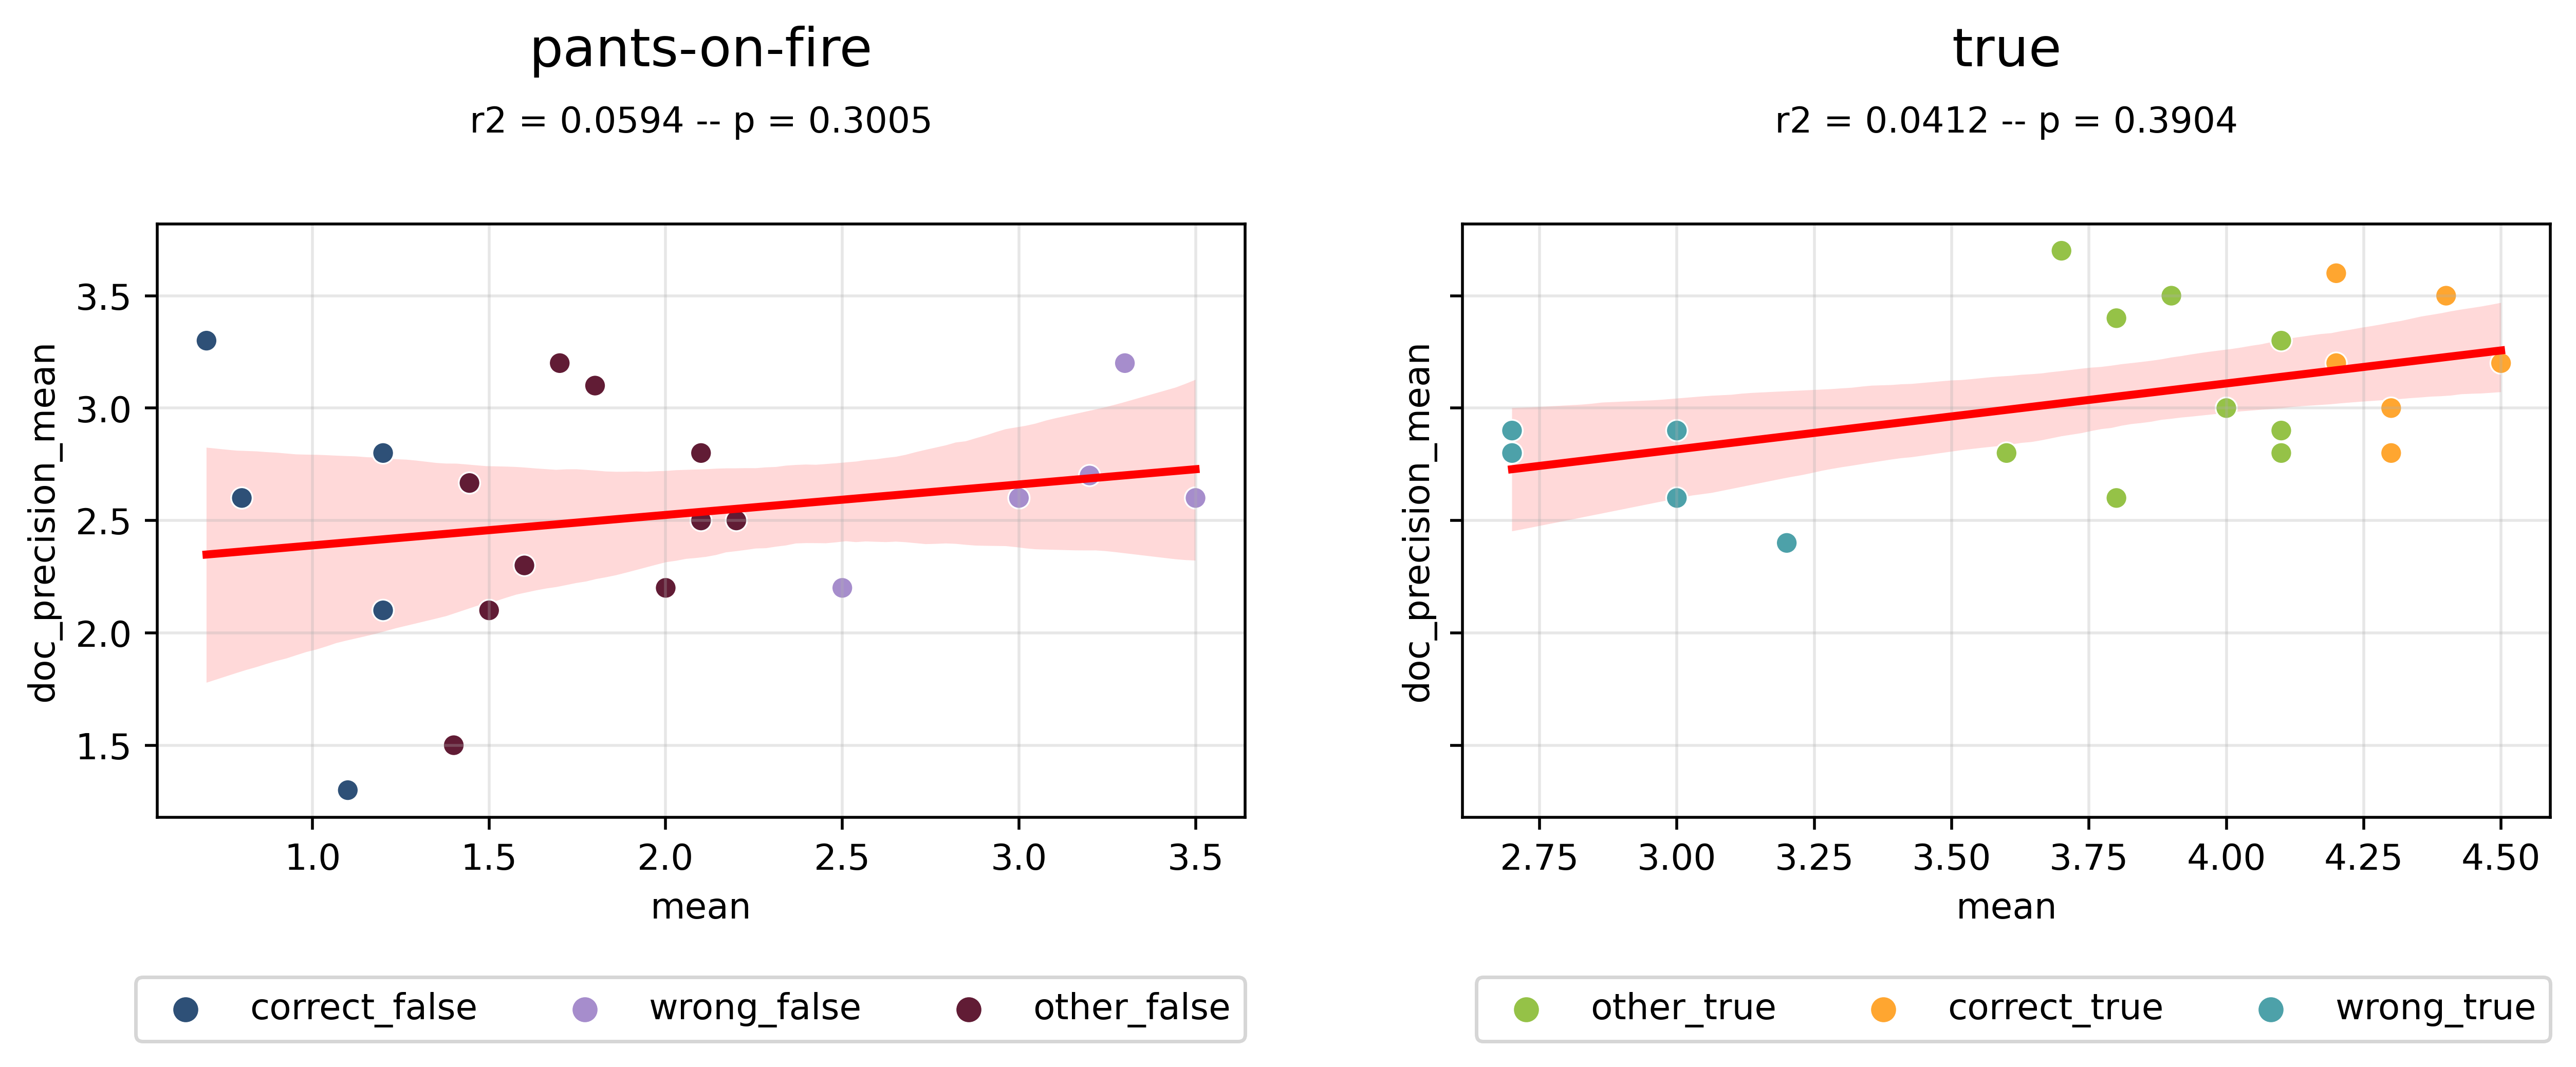 pants-on-fire
r2 = 0.0594 -- p = 0.3005
doc_precision_mean
3.5
3.0
2.5
2.0
1.5
1.0 1.5 2.0 2.5 3.0 3.5
mean
correct_false wrong_false other_false
true
r2 = 0.0412 -- p = 0.3904
doc_precision_mean
2.75 3.00 3.25 3.50 3.75 4.00 4.25 4.50
mean
other_true correct_true wrong_true